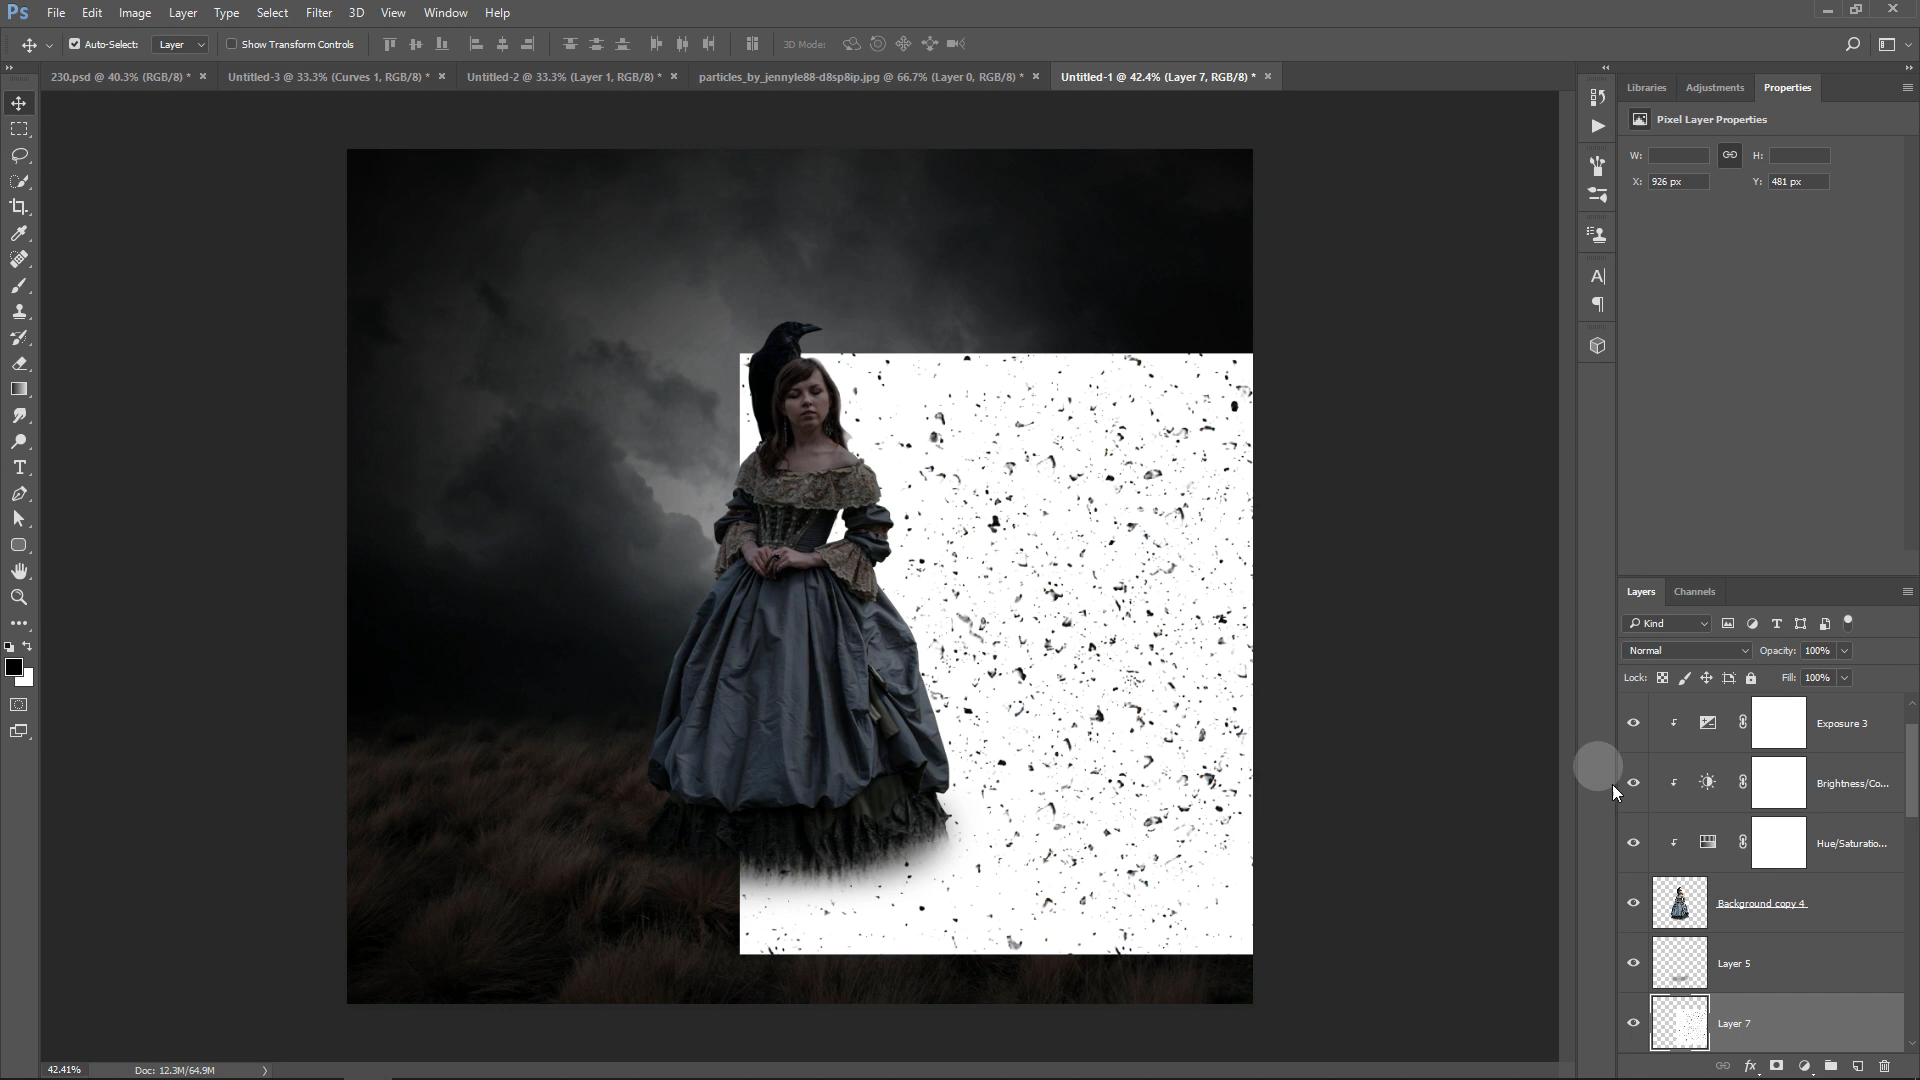 Ps File Edit Image Layer Type Select Filter 3D View Window Help
Auto-Select: Layer Show Transform Controls 3D Mode:
230.psd @ 40.3% (RGB/8) * Untitled-3 @ 33.3% (Curves 1, RGB/8) * Untitled-2 @ 33.3% (Layer 1, RGB/8) * particles_by_jennyle88-d8sp8ip.jpg @ 66.7% (Layer 0, RGB/8) * Untitled-1 @ 42.4% (Layer 7, RGB/8) *
Libraries Adjustments Properties
Pixel Layer Properties
W: H:
X: 926 px Y: 481 px
Layers Channels
Kind
Normal Opacity: 100%
Lock: Fill: 100%
Exposure 3
Brightness/Co...
Hue/Saturatio...
Background copy 4
Layer 5
Layer 7
42.41% Doc: 12.3M/64.9M